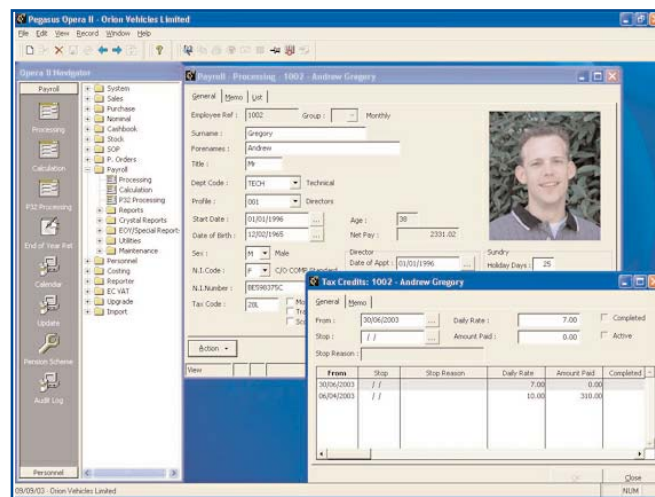 Pegasus Opera II - Orion Vehicles Limited
File Edit View Record Window Help
Opera II Navigator
Payroll
Processing
Calculation
P32 Processing
End of Year Ret
Calendar
Update
Pension Scheme
Audit Log
Personnel
System
Sales
Purchase
Nominal
Cashbook
Stock
SOP
P. Orders
Payroll
Processing
Calculation
P32 Processing
Reports
Crystal Reports
EOY/Special Report
Utilities
Maintenance
Personnel
Costing
Reporter
EC VAT
Upgrade
Import
Payroll - Processing - 1002 - Andrew Gregory
General Memo List
Employee Ref : 1002 Group : Monthly
Surname : Gregory
Forenames : Andrew
Title : Mr
Dept Code : TECH Technical
Profile : 001 Directors
Start Date : 01/01/1996 ... Age : 38
Date of Birth : 12/02/1965 ... Net Pay : 2331.02
Sex : M Male Director Sundry
N.I.Code : F C/O COMP Standard Date of Appt : 01/01/1996 ... Holiday Days : 25
N.I.Number :
Tax Code : 28L
Action
View
Tax Credits: 1002 - Andrew Gregory
General Memo
From : 30/06/2003 ... Daily Rate : 7.00 Completed
Stop : / / ... Amount Paid : 0.00 Active
Stop Reason :
From Stop Stop Reason Daily Rate Amount Paid Completed
30/06/2003 / / 7.00 0.00
06/04/2003 / / 10.00 310.00
Close
09/09/03 - Orion Vehicles Limited NUM